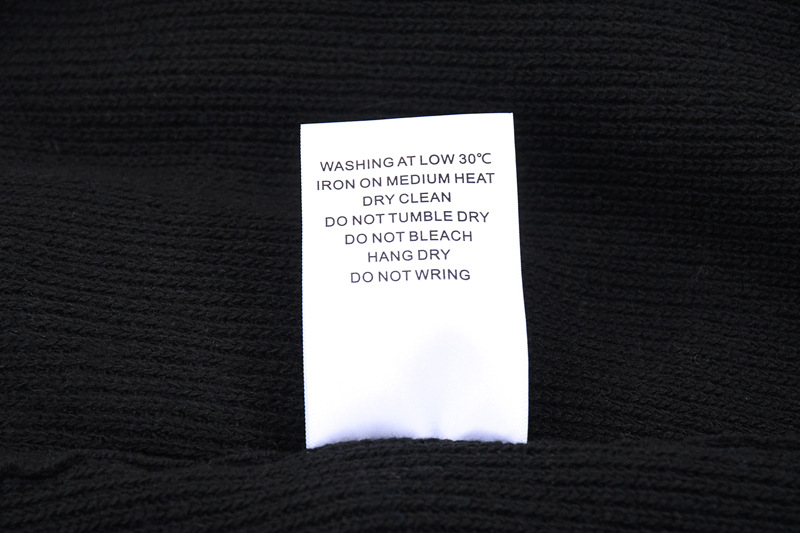 WASHING AT LOW 30℃
IRON ON MEDIUM HEAT
DRY CLEAN
DO NOT TUMBLE DRY
DO NOT BLEACH
HANG DRY
DO NOT WRING